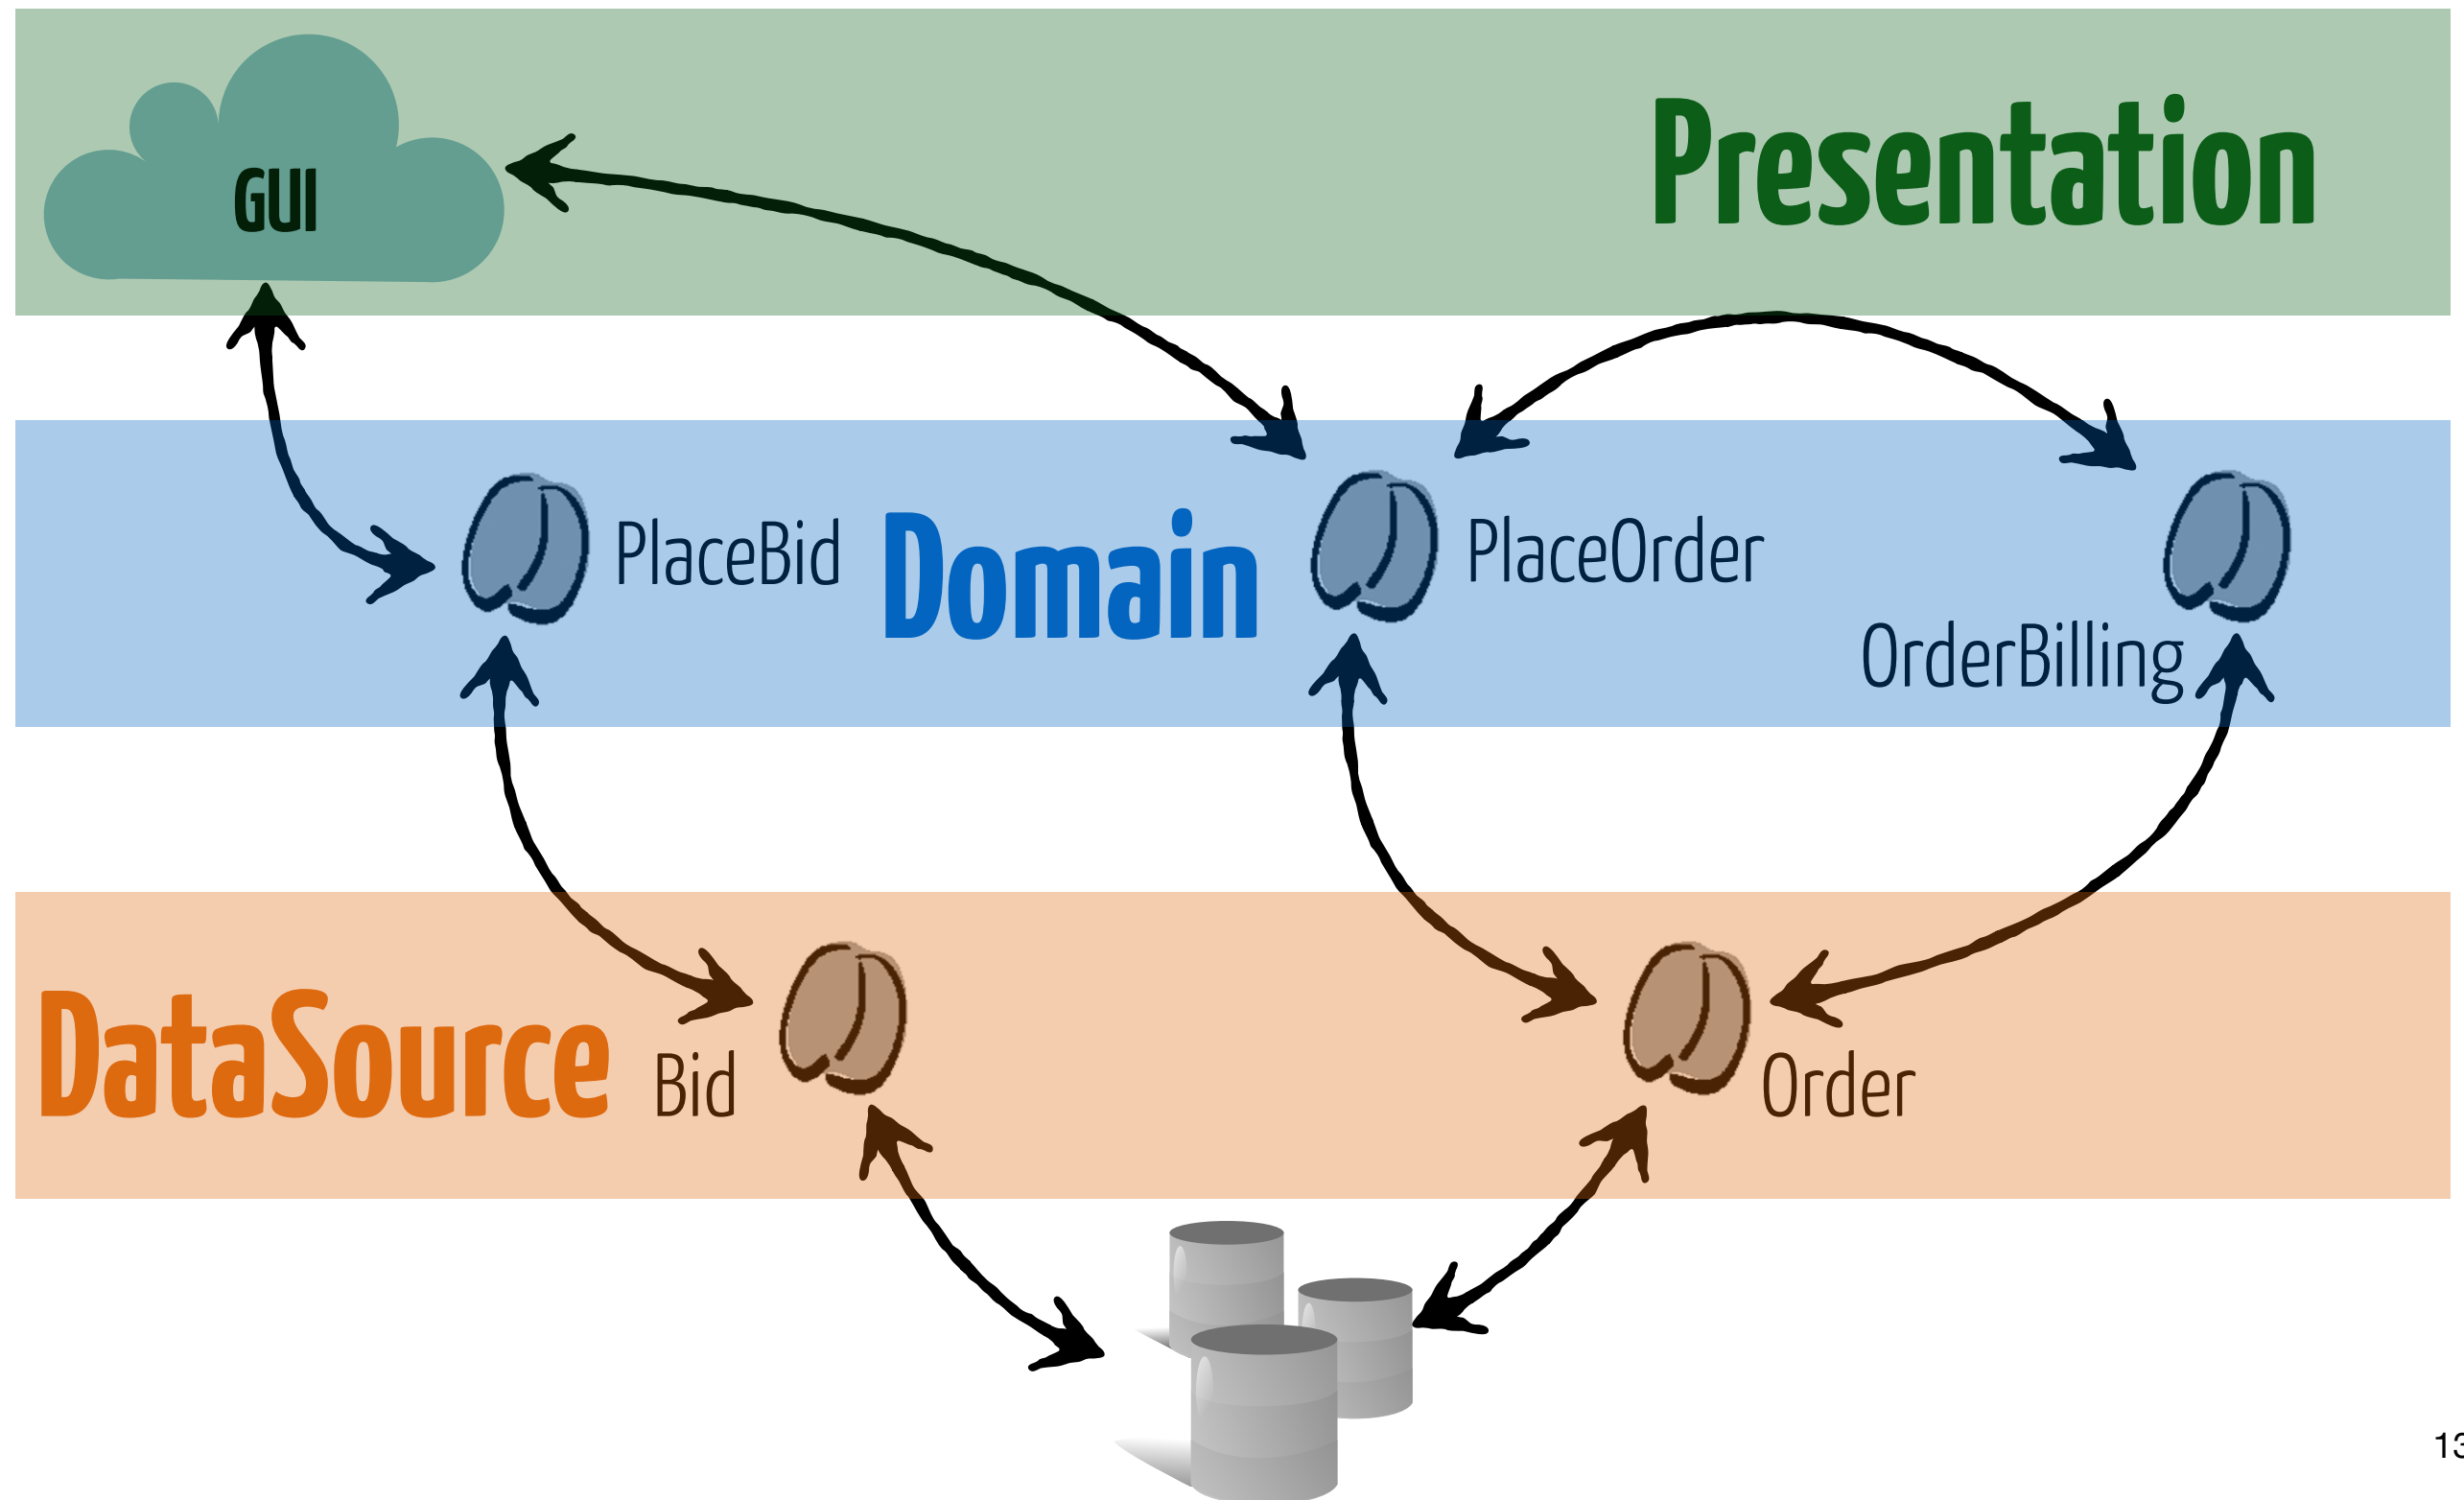 Presentation
GUI
PlaceBid
Domain
PlaceOrder
OrderBilling
DataSource
Bid
Order
13